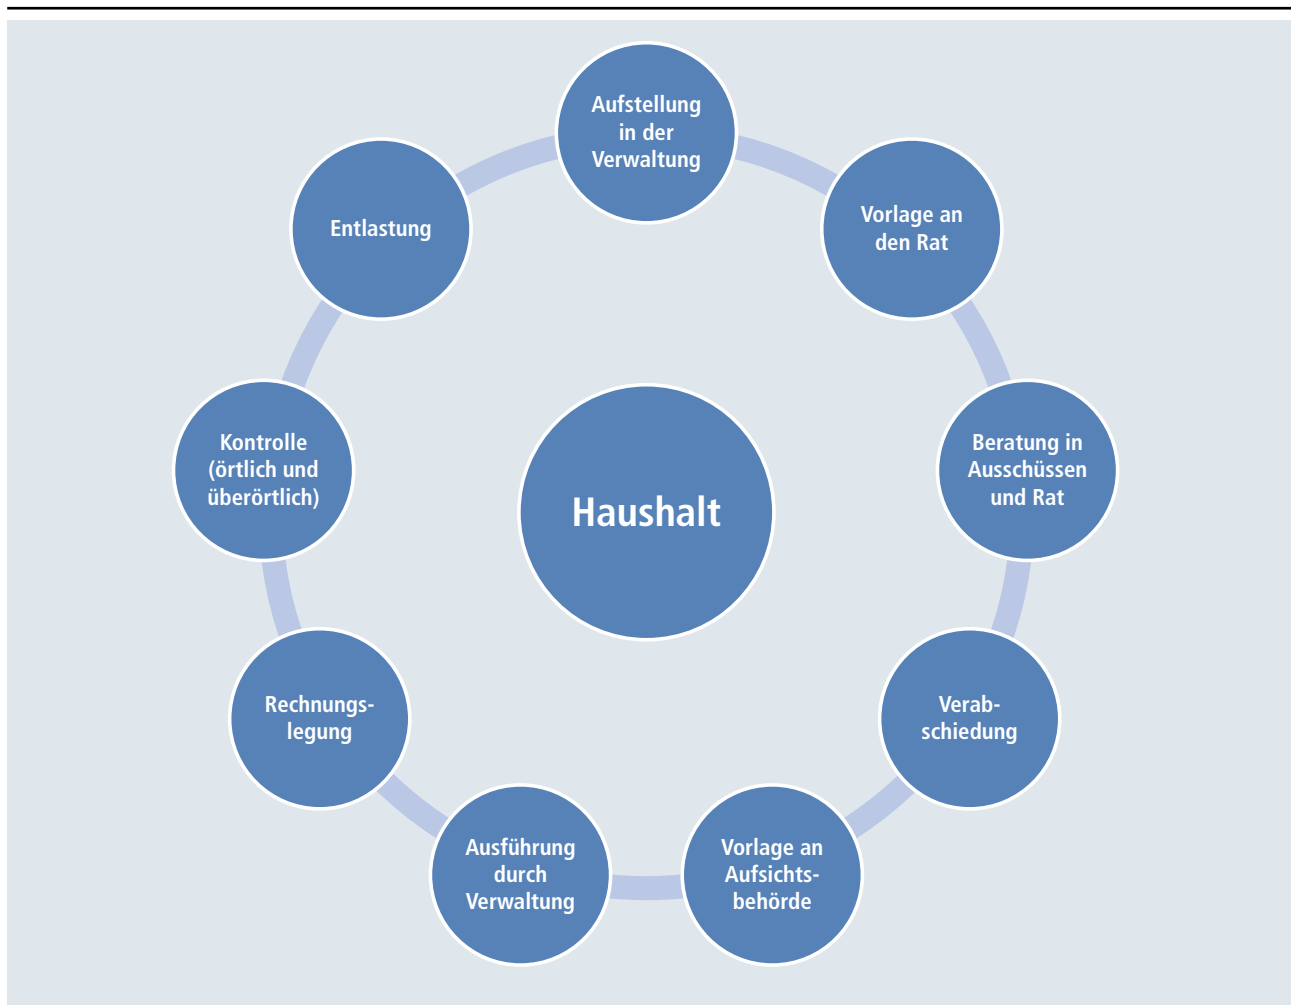 Aufstellung
in der
Verwaltung
Vorlage an
den Rat
Beratung in
Ausschüssen
und Rat
Verab-
schiedung
Vorlage an
Aufsichts-
behörde
Ausführung
durch
Verwaltung
Rechnungs-
legung
Kontrolle
(örtlich und
überörtlich)
Entlastung
Haushalt